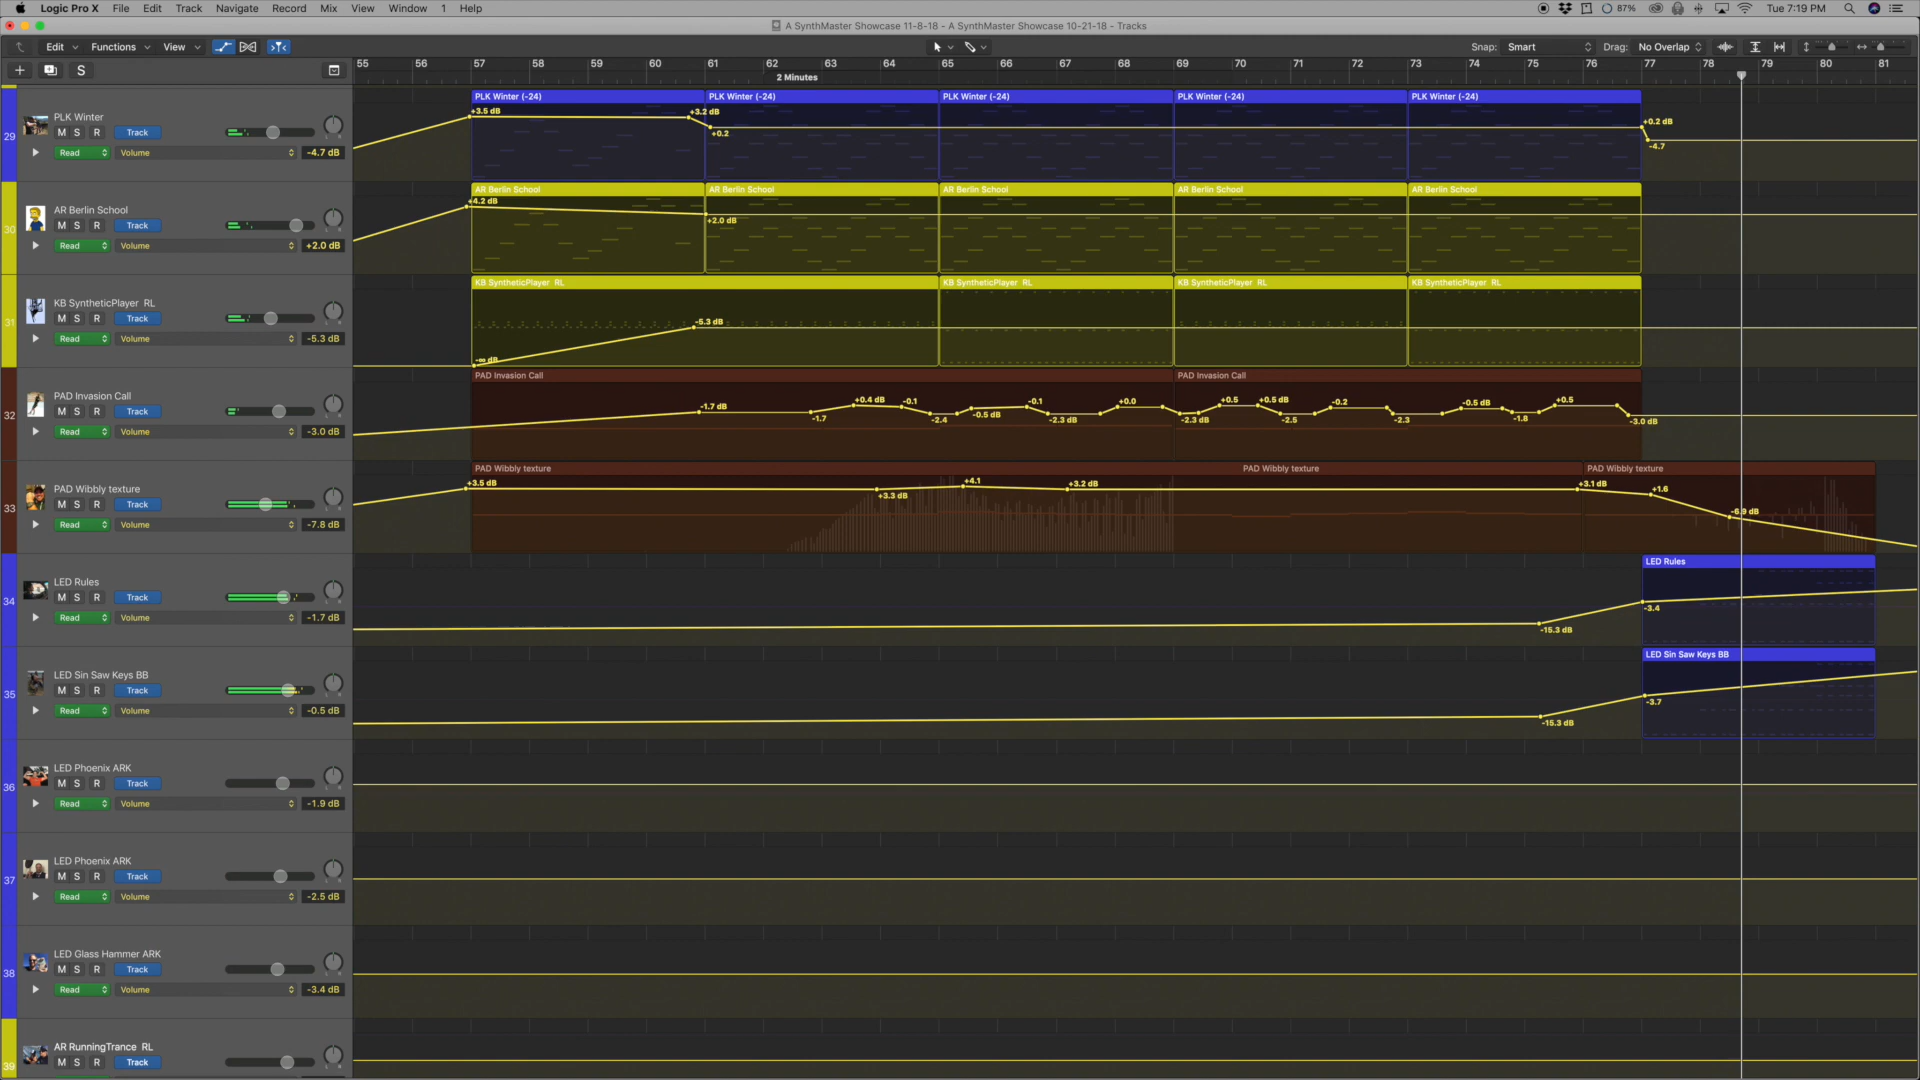 Logic Pro X File Edit Track Navigate Record Mix View Window 1 Help 87% Tue 7:19 PM
A SynthMaster Showcase 11-8-18 - A SynthMaster Showcase 10-21-18 - Tracks
Edit Functions View Snap: Smart Drag: No Overlap
S 55 56 57 58 59 60 61 62 63 64 65 66 67 68 69 70 71 72 73 74 75 76 77 78 79 80 81
2 Minutes
PLK Winter (-24) PLK Winter (-24) PLK Winter (-24) PLK Winter (-24) PLK Winter (-24)
29 PLK Winter
M S R Track
Read Volume -4.7 dB
+3.5 dB +3.2 dB +0.2 +0.2 dB -4.7
AR Berlin School AR Berlin School AR Berlin School AR Berlin School AR Berlin School
30 AR Berlin School
M S R Track
Read Volume +2.0 dB
+4.2 dB +2.0 dB
KB SyntheticPlayer RL KB SyntheticPlayer RL KB SyntheticPlayer RL KB SyntheticPlayer RL
31 KB SyntheticPlayer RL
M S R Track
Read Volume -5.3 dB
-∞ dB -5.3 dB
PAD Invasion Call PAD Invasion Call
32 PAD Invasion Call
M S R Track
Read Volume -3.0 dB
-1.7 dB -1.7 +0.4 dB -0.1 -2.4 -0.5 dB -0.1 -2.3 dB +0.0 -2.3 dB +0.5 +0.5 dB -2.5 -0.2 -2.3 -0.5 dB -1.8 +0.5 -3.0 dB
PAD Wibbly texture PAD Wibbly texture PAD Wibbly texture
33 PAD Wibbly texture
M S R Track
Read Volume -7.8 dB
+3.5 dB +3.3 dB +4.1 +3.2 dB +3.1 dB +1.6 -6.9 dB
LED Rules
34 LED Rules
M S R Track
Read Volume -1.7 dB
-15.3 dB -3.4
LED Sin Saw Keys BB
35 LED Sin Saw Keys BB
M S R Track
Read Volume -0.5 dB
-15.3 dB -3.7
36 LED Phoenix ARK
M S R Track
Read Volume -1.9 dB
37 LED Phoenix ARK
M S R Track
Read Volume -2.5 dB
38 LED Glass Hammer ARK
M S R Track
Read Volume -3.4 dB
39 AR RunningTrance RL
M S R Track